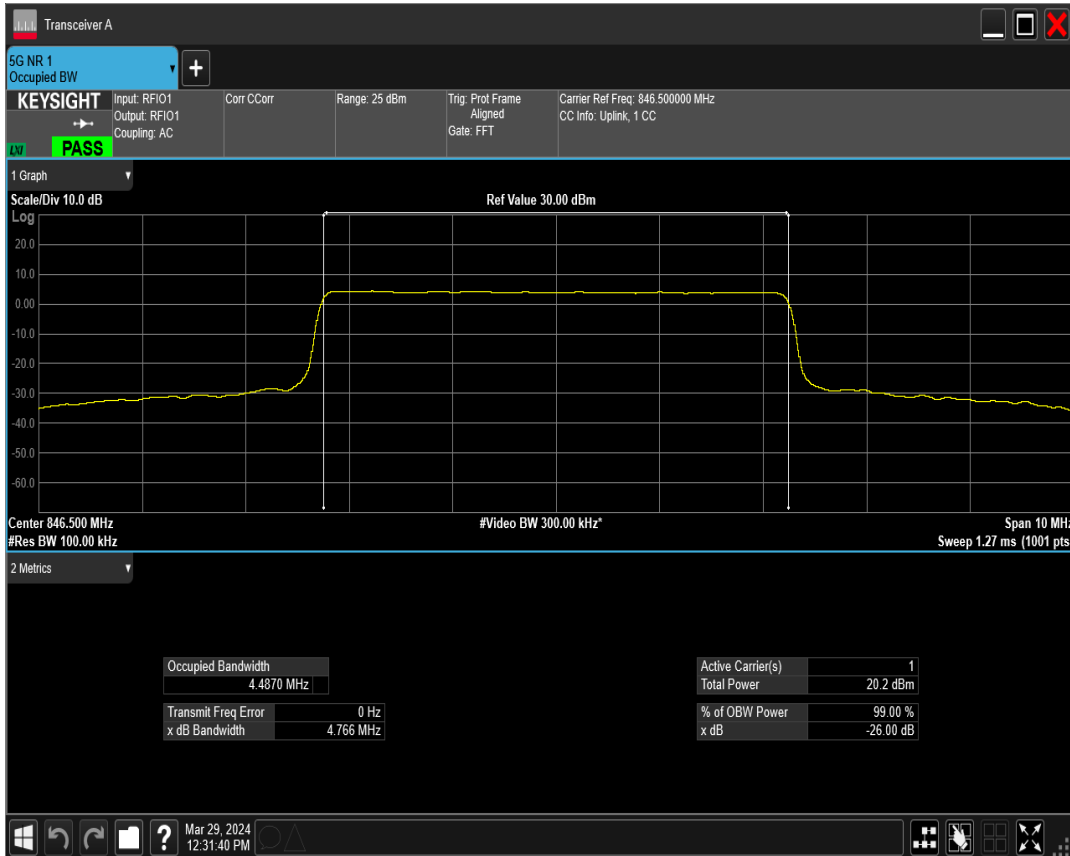 Transceiver A
5G NR 1
Occupied BW
+
KEYSIGHT
LXI
PASS
Input: RFIO1
Output: RFIO1
Coupling: AC
Corr CCorr
Range: 25 dBm
Trig: Prot Frame
Aligned
Gate: FFT
Carrier Ref Freq: 846.500000 MHz
CC Info: Uplink, 1 CC
1 Graph
Scale/Div 10.0 dB
Ref Value 30.00 dBm
Log
20.0
10.0
0.00
-10.0
-20.0
-30.0
-40.0
-50.0
-60.0
Center 846.500 MHz
#Video BW 300.00 kHz*
Span 10 MHz
#Res BW 100.00 kHz
Sweep 1.27 ms (1001 pts
2 Metrics
Occupied Bandwidth
4.4870 MHz
Transmit Freq Error 0 Hz
x dB Bandwidth 4.766 MHz
Active Carrier(s) 1
Total Power 20.2 dBm
% of OBW Power 99.00 %
x dB -26.00 dB
?
Mar 29, 2024
12:31:40 PM